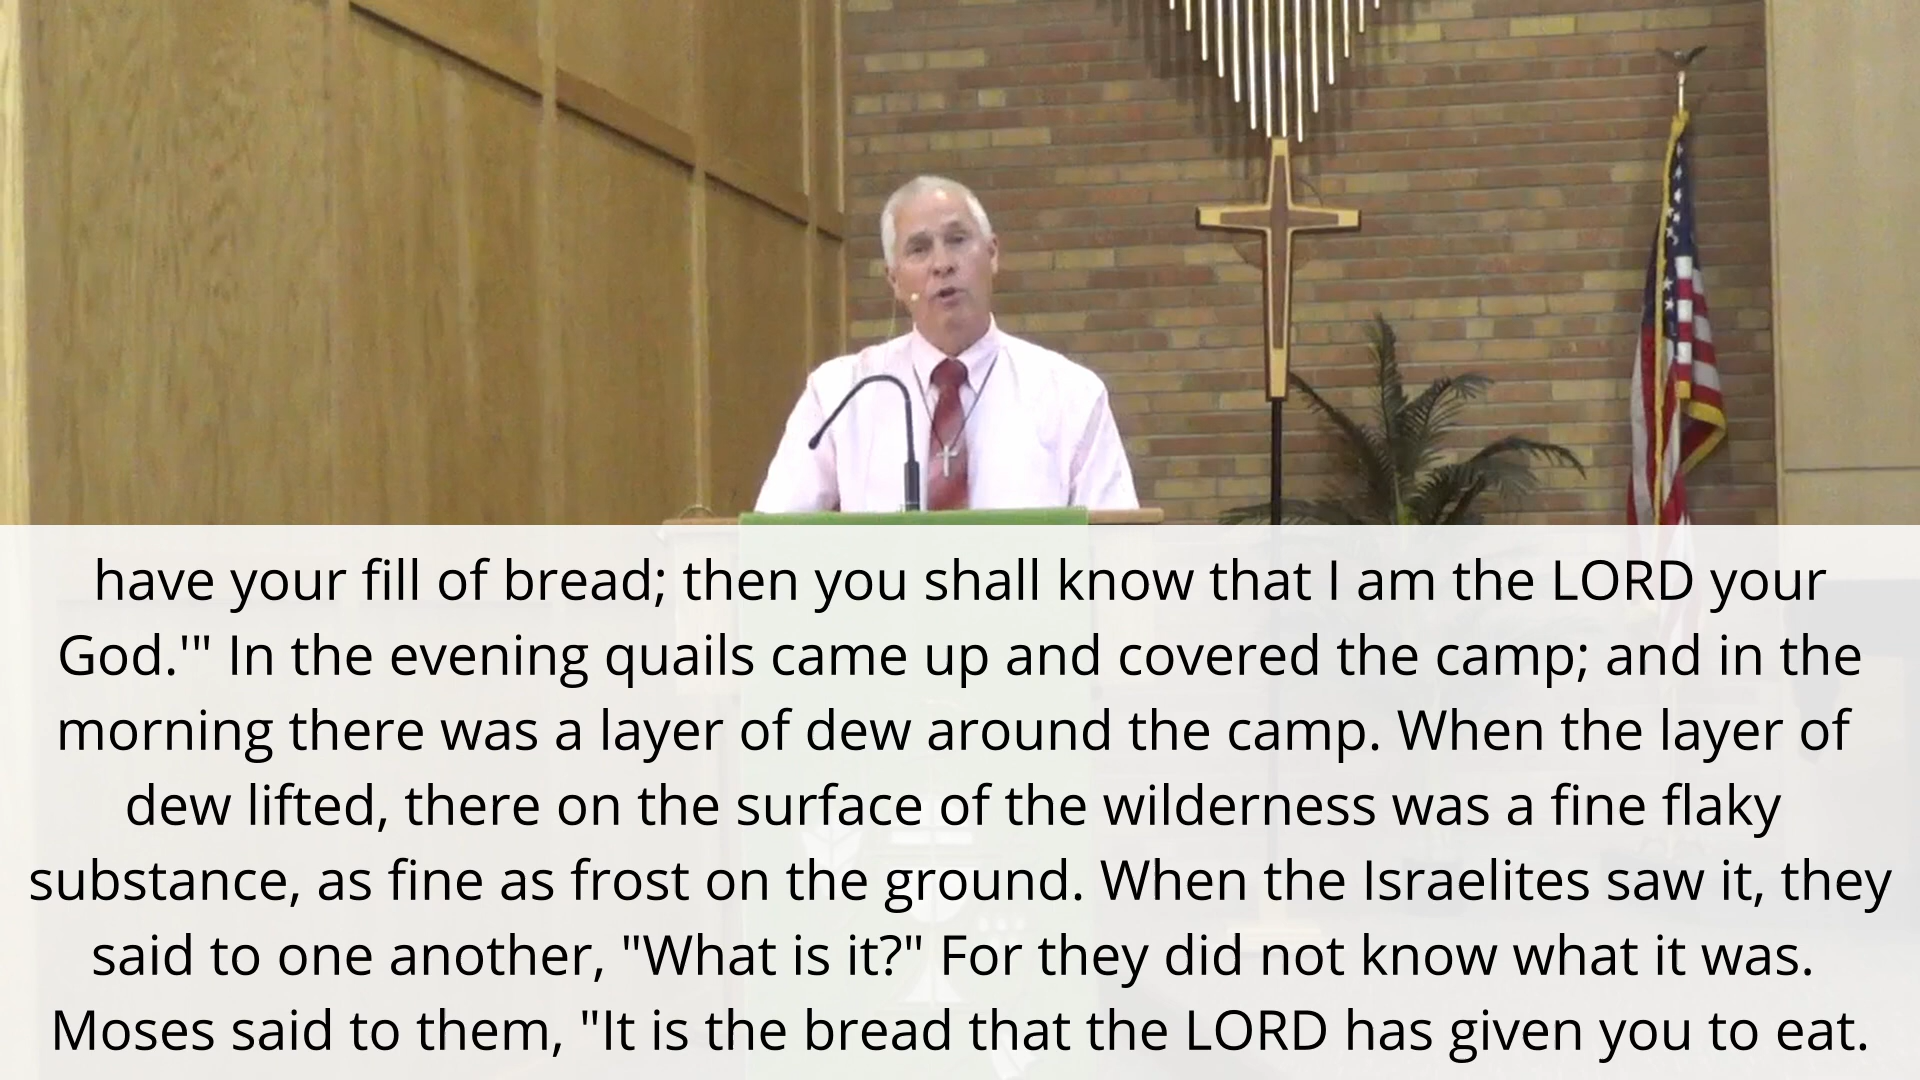 have your fill of bread; then you shall know that I am the LORD your
God.'" In the evening quails came up and covered the camp; and in the
morning there was a layer of dew around the camp. When the layer of
dew lifted, there on the surface of the wilderness was a fine flaky
substance, as fine as frost on the ground. When the Israelites saw it, they
said to one another, "What is it?" For they did not know what it was.
Moses said to them, "It is the bread that the LORD has given you to eat.